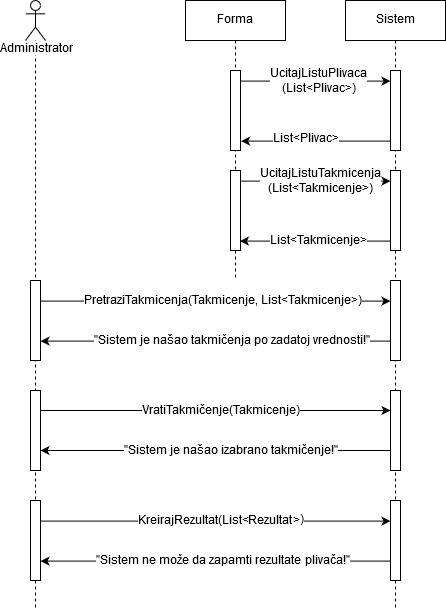 Forma
Sistem
Administrator
UcitajListuPlivaca
(List<Plivac>)
List<Plivac>
UcitajListuTakmicenja
(List<Takmicenje>)
List<Takmicenje>
PretraziTakmicenja(Takmicenje, List<Takmicenje>)
"Sistem je našao takmičenja po zadatoj vrednosti!"
VratiTakmičenje(Takmicenje)
"Sistem je našao izabrano takmičenje!"
KreirajRezultat(List<Rezultat>)
"Sistem ne može da zapamti rezultate plivača!"